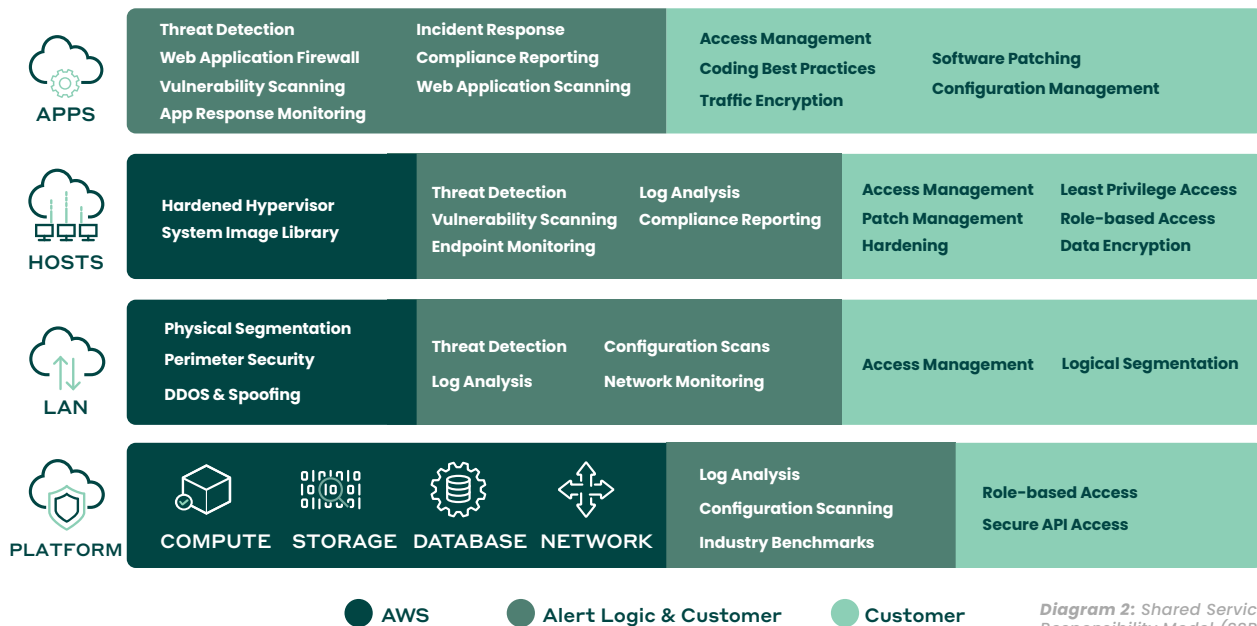 Threat Detection
Web Application Firewall
Vulnerability Scanning
App Response Monitoring
Incident Response
Compliance Reporting
Web Application Scanning
Access Management
Coding Best Practices
Traffic Encryption
Software Patching
Configuration Management
APPS
Hardened Hypervisor
System Image Library
Threat Detection
Vulnerability Scanning
Endpoint Monitoring
Log Analysis
Compliance Reporting
Access Management
Patch Management
Hardening
Least Privilege Access
Role-based Access
Data Encryption
HOSTS
Physical Segmentation
Perimeter Security
DDOS & Spoofing
Threat Detection
Log Analysis
Configuration Scans
Network Monitoring
Access Management
Logical Segmentation
LAN
COMPUTE
STORAGE
DATABASE
NETWORK
Log Analysis
Configuration Scanning
Industry Benchmarks
Role-based Access
Secure API Access
PLATFORM
AWS
Alert Logic & Customer
Customer
Diagram 2: Shared Servic
Responsibility Model